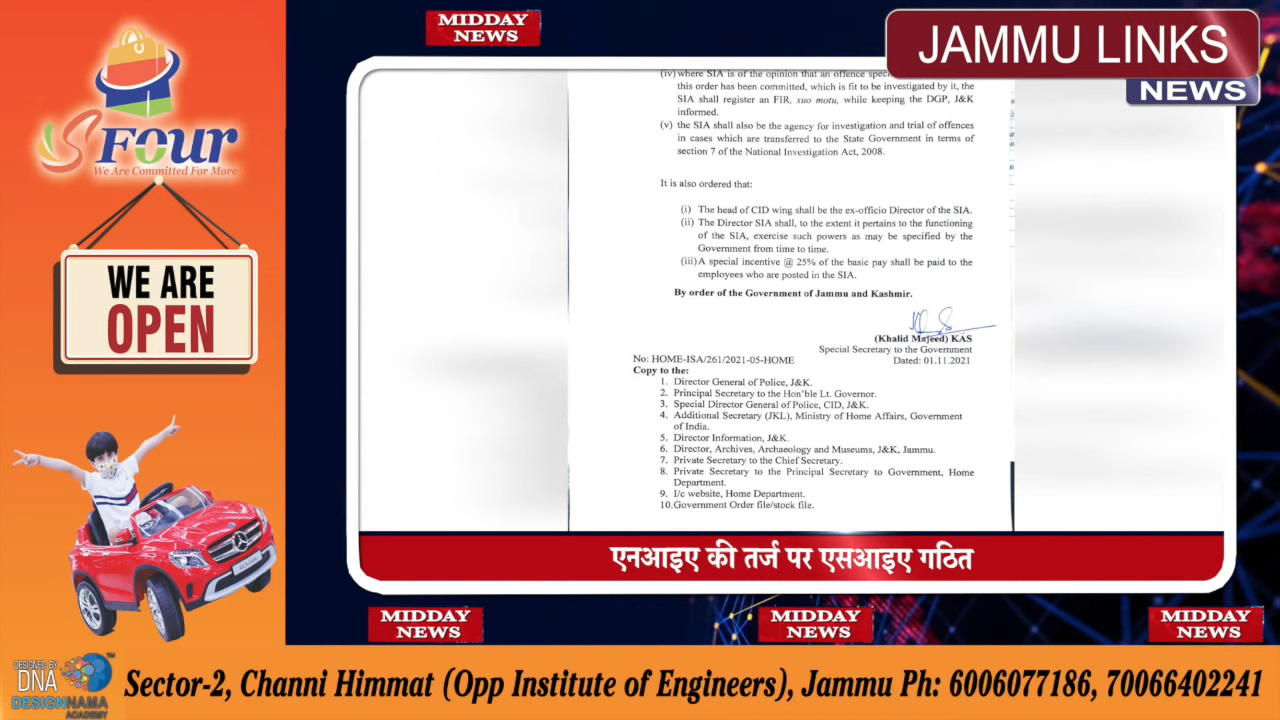 MIDDAY
NEWS
JAMMU LINKS
NEWS
SFour
We Are Committed For More
WE ARE
OPEN
(iv) where SIA is of the opinion that an offence
this order has been committed, which is fit to be investigated by it, the
SIA shall register an FIR, suo motu, while keeping the DGP, J&K
informed.
(v) the SIA shall also be the agency for investigation and trial of offences
in cases which are transferred to the State Government in terms of
section 7 of the National Investigation Act, 2008.
It is also ordered that:
(i) The head of CID wing shall be the ex-officio Director of the SIA.
(ii) The Director SIA shall, to the extent it pertains to the functioning
of the SIA, exercise such powers as may be specified by the
Government from time to time.
(iii) A special incentive @ 25% of the basic pay shall be paid to the
employees who are posted in the SIA.
By order of the Government of Jammu and Kashmir.
(Khalid Majeed) KAS
Special Secretary to the Government
No: HOME-ISA/261/2021-05-HOME Dated: 01.11.2021
Copy to the:
1. Director General of Police, J&K.
2. Principal Secretary to the Hon'ble Lt. Governor.
3. Special Director General of Police, CID, J&K.
4. Additional Secretary (JKL), Ministry of Home Affairs, Government
of India.
5. Director Information, J&K.
6. Director, Archives, Archaeology and Museums, J&K, Jammu.
7. Private Secretary to the Chief Secretary.
8. Private Secretary to the Principal Secretary to Government, Home
Department.
9. I/c website, Home Department.
10. Government Order file/stock file.
एनआइए की तर्ज पर एसआइए गठित
MIDDAY
NEWS
MIDDAY
NEWS
MIDDAY
NEWS
DESIGNED BY
DNA
DESIGNNAMA
ACADEMY
TM
Sector-2, Channi Himmat (Opp Institute of Engineers), Jammu Ph: 6006077186, 70066402241